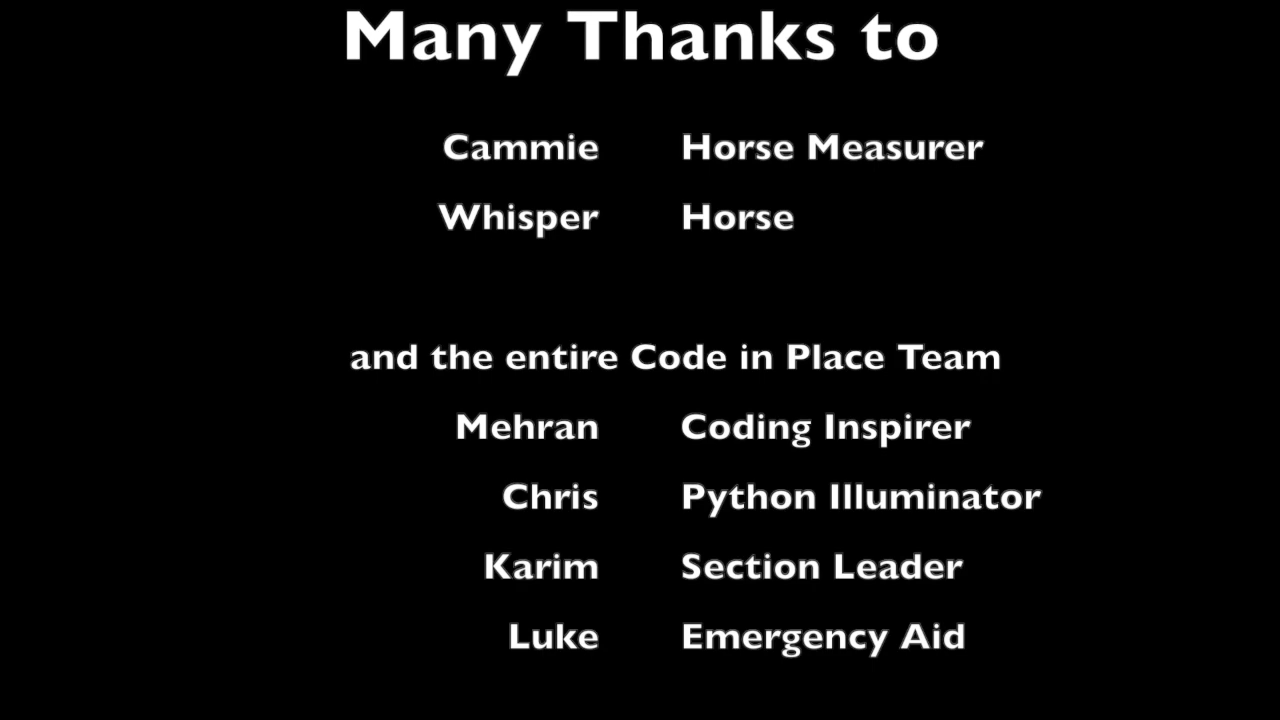 Many Thanks to
Cammie Horse Measurer
Whisper Horse
and the entire Code in Place Team
Mehran Coding Inspirer
Chris Python Illuminator
Karim Section Leader
Luke Emergency Aid